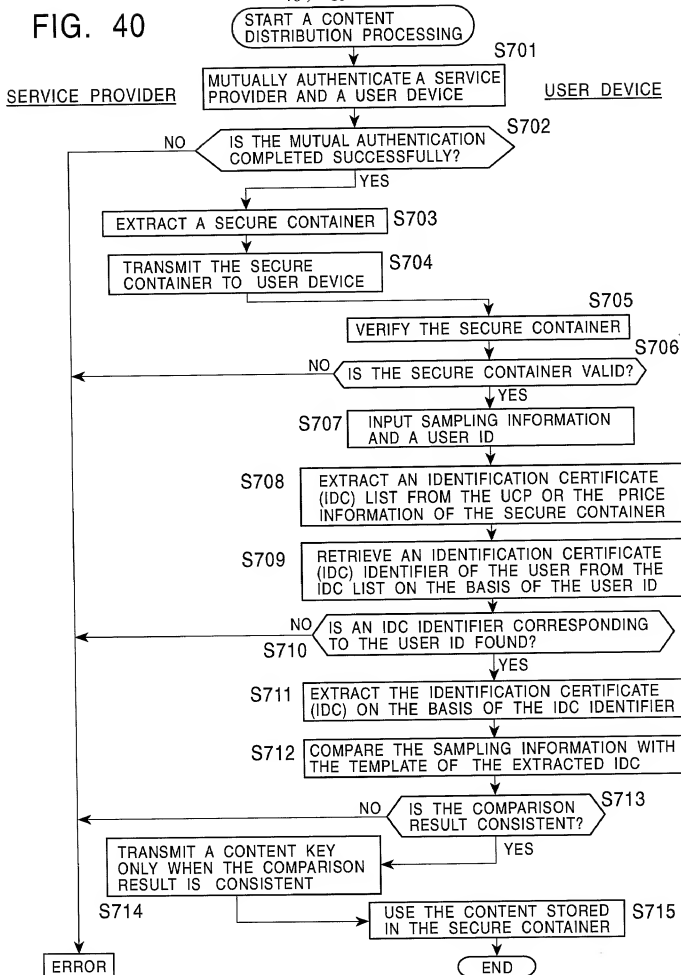 FIG. 40
START A CONTENT
DISTRIBUTION PROCESSING
S701
SERVICE PROVIDER
MUTUALLY AUTHENTICATE A SERVICE
PROVIDER AND A USER DEVICE
USER DEVICE
S702
NO
IS THE MUTUAL AUTHENTICATION
COMPLETED SUCCESSFULLY?
YES
EXTRACT A SECURE CONTAINER
S703
TRANSMIT THE SECURE
CONTAINER TO USER DEVICE
S704
S705
VERIFY THE SECURE CONTAINER
S706
NO
IS THE SECURE CONTAINER VALID?
YES
S707
INPUT SAMPLING INFORMATION
AND A USER ID
S708
EXTRACT AN IDENTIFICATION CERTIFICATE
(IDC) LIST FROM THE UCP OR THE PRICE
INFORMATION OF THE SECURE CONTAINER
S709
RETRIEVE AN IDENTIFICATION CERTIFICATE
(IDC) IDENTIFIER OF THE USER FROM THE
IDC LIST ON THE BASIS OF THE USER ID
NO
IS AN IDC IDENTIFIER CORRESPONDING
TO THE USER ID FOUND?
S710
YES
S711
EXTRACT THE IDENTIFICATION CERTIFICATE
(IDC) ON THE BASIS OF THE IDC IDENTIFIER
S712
COMPARE THE SAMPLING INFORMATION WITH
THE TEMPLATE OF THE EXTRACTED IDC
S713
NO
IS THE COMPARISON
RESULT CONSISTENT?
YES
TRANSMIT A CONTENT KEY
ONLY WHEN THE COMPARISON
RESULT IS CONSISTENT
S714
USE THE CONTENT STORED
IN THE SECURE CONTAINER
S715
ERROR
END